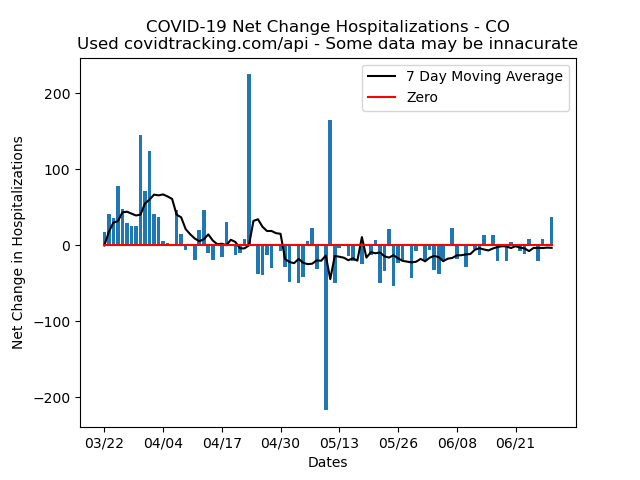 COVID-19 Net Change Hospitalizations - CO
Used covidtracking.com/api - Some data may be innacurate
7 Day Moving Average
Zero
Net Change in Hospitalizations
200
100
0
−100
−200
03/22 04/04 04/17 04/30 05/13 05/26 06/08 06/21
Dates